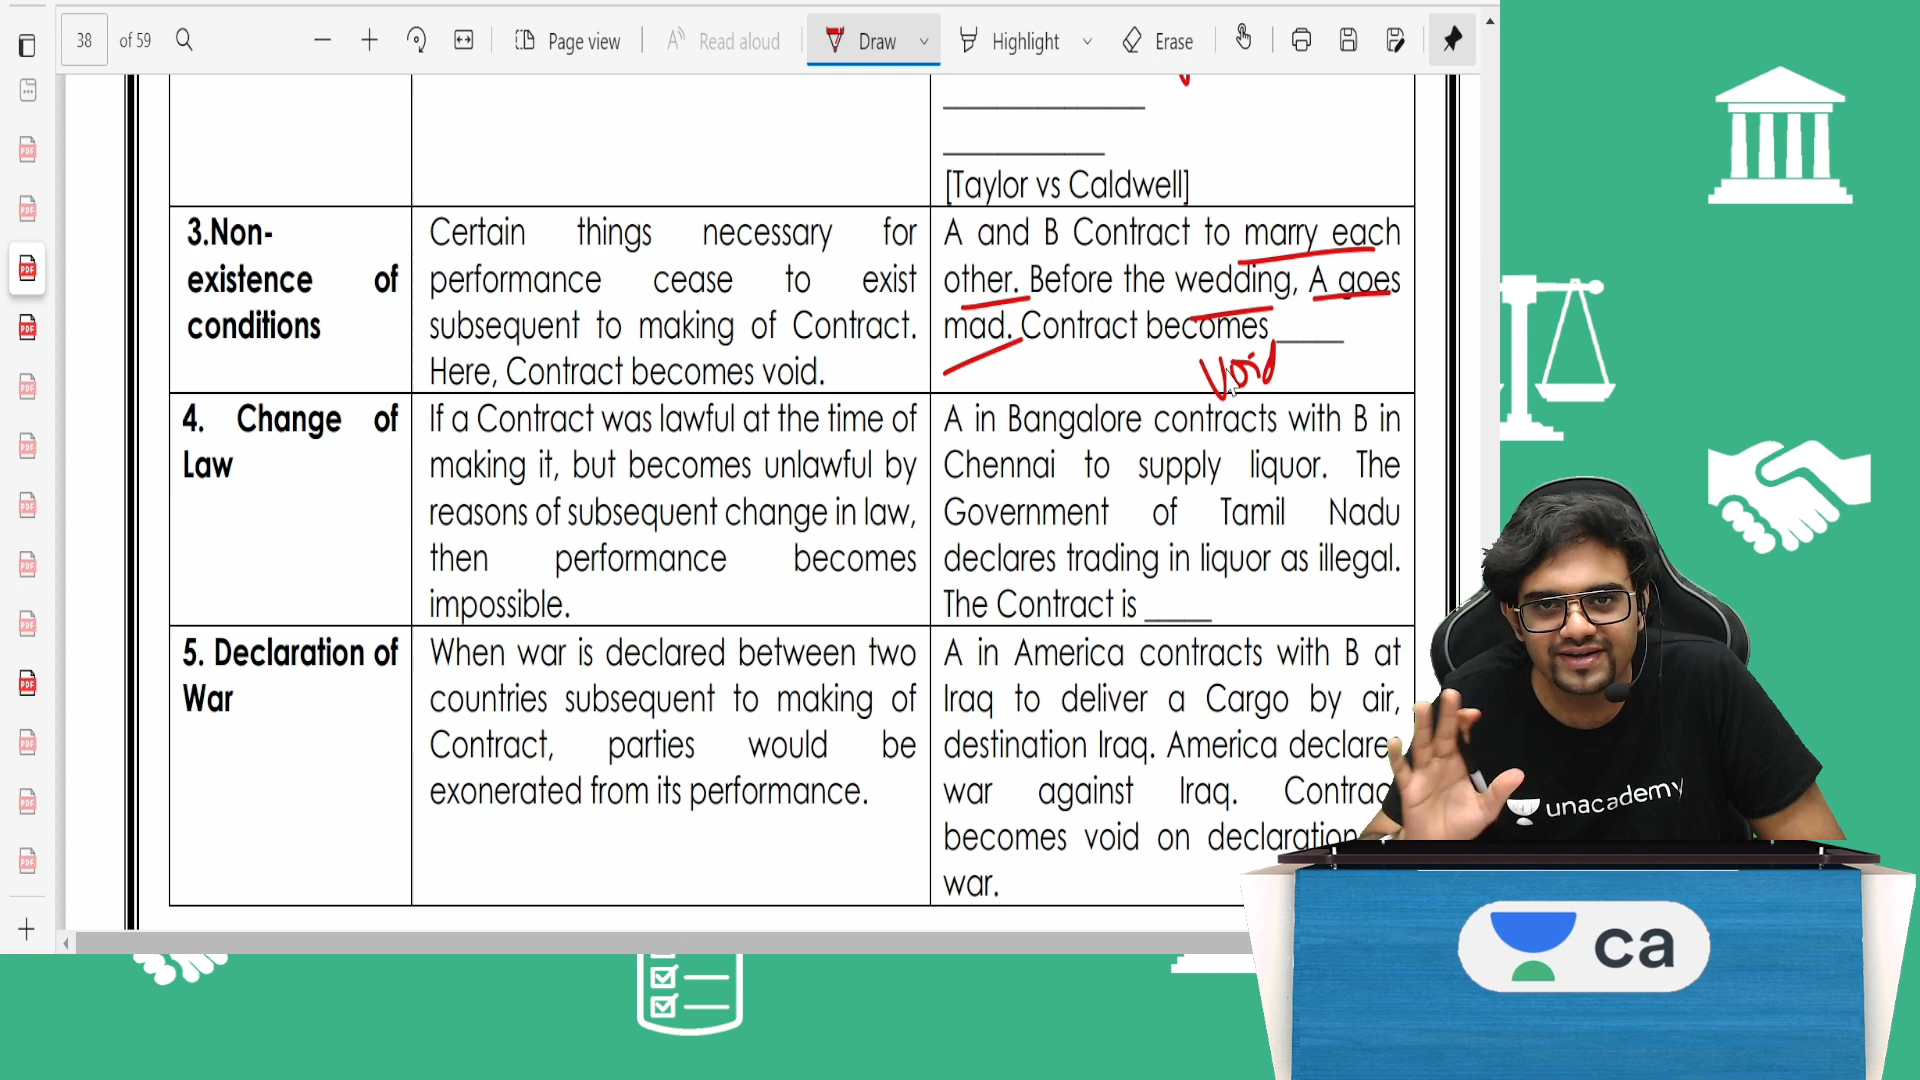 38 of 59 Page view Read aloud Draw Highlight Erase
[Taylor vs Caldwell]
3.Non-
existence of
conditions
Certain things necessary for
performance cease to exist
subsequent to making of Contract.
Here, Contract becomes void.
A and B Contract to marry each
other. Before the wedding, A goes
mad. Contract becomes_____
Void
4. Change of
Law
If a Contract was lawful at the time of
making it, but becomes unlawful by
reasons of subsequent change in law,
then performance becomes
impossible.
A in Bangalore contracts with B in
Chennai to supply liquor. The
Government of Tamil Nadu
declares trading in liquor as illegal.
The Contract is _____
5. Declaration of
War
When war is declared between two
countries subsequent to making of
Contract, parties would be
exonerated from its performance.
A in America contracts with B at
Iraq to deliver a Cargo by air,
destination Iraq. America declares
war against Iraq. Contract
becomes void on declaration
war.
unacademy
ca